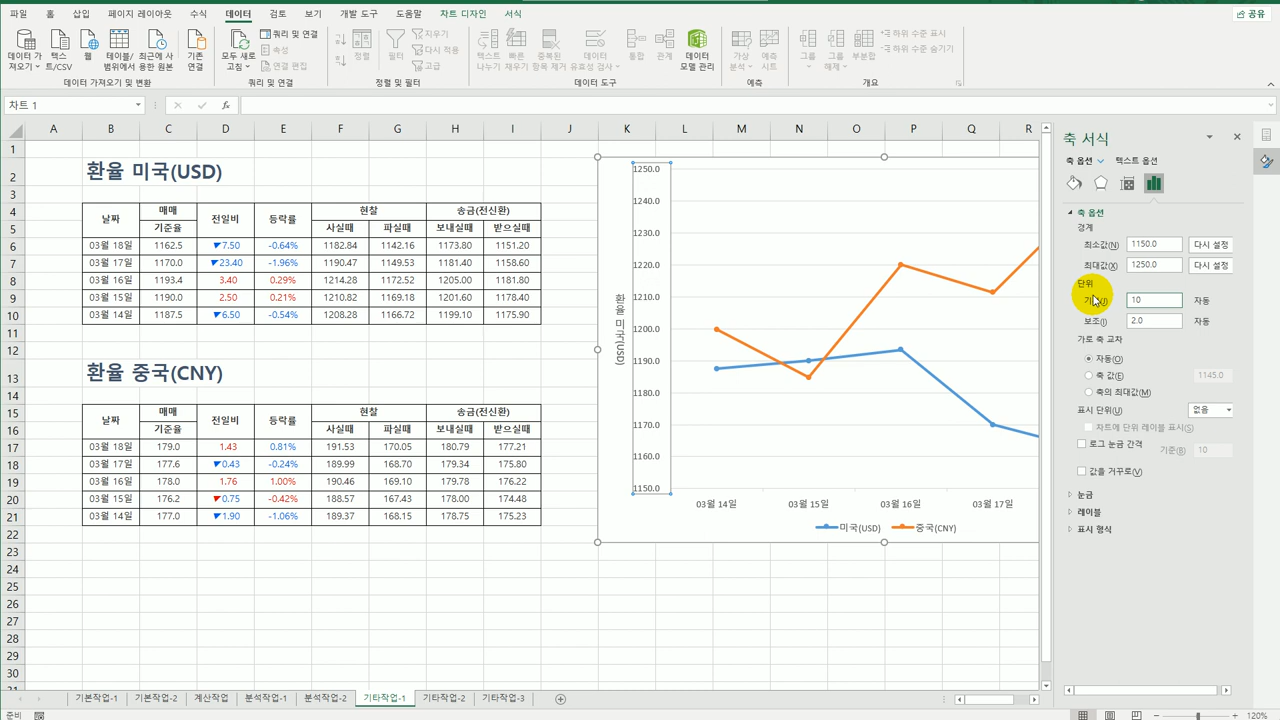 파일 홈 삽입 페이지 레이아웃 수식 데이터 검토 보기 개발 도구 도움말 차트 디자인 서식 공유
데이터 가져오기 텍스트/CSV 웹 테이블/범위에서 최근에 사용한 원본 기존 연결 모두 새로 고침 쿼리 및 연결 속성 연결 편집 정렬 필터 지우기 다시 적용 고급 텍스트 나누기 빠른 채우기 중복된 항목 제거 데이터 유효성 검사 통합 관계 데이터 모델 관리 가상 분석 예측 시트 그룹 그룹 해제 부분합 하위 수준 표시 하위 수준 숨기기
데이터 가져오기 및 변환 쿼리 및 연결 정렬 및 필터 데이터 도구 예측 개요
차트 1 fx
A B C D E F G H I J K L M N O P Q R
1
2 환율 미국(USD)
3
4 날짜 매매 전일비 등락률 현찰 송금(전신환)
5 기준율 사실때 파실때 보내실때 받으실때
6 03월 18일 1162.5 7.50 -0.64% 1182.84 1142.16 1173.80 1151.20
7 03월 17일 1170.0 23.40 -1.96% 1190.47 1149.53 1181.40 1158.60
8 03월 16일 1193.4 3.40 0.29% 1214.28 1172.52 1205.00 1181.80
9 03월 15일 1190.0 2.50 0.21% 1210.82 1169.18 1201.60 1178.40
10 03월 14일 1187.5 6.50 -0.54% 1208.28 1166.72 1199.10 1175.90
11
12
13 환율 중국(CNY)
14
15 날짜 매매 전일비 등락률 현찰 송금(전신환)
16 기준율 사실때 파실때 보내실때 받으실때
17 03월 18일 179.0 1.43 0.81% 191.53 170.05 180.79 177.21
18 03월 17일 177.6 0.43 -0.24% 189.99 168.70 179.34 175.80
19 03월 16일 178.0 1.76 1.00% 190.46 169.10 179.78 176.22
20 03월 15일 176.2 0.75 -0.42% 188.57 167.43 178.00 174.48
21 03월 14일 177.0 1.90 -1.06% 189.37 168.15 178.75 175.23
22
23
24
25
26
27
28
29
30
환율 미국(USD)
1250.0
1240.0
1230.0
1220.0
1210.0
1200.0
1190.0
1180.0
1170.0
1160.0
1150.0
03월 14일 03월 15일 03월 16일 03월 17일
미국(USD) 중국(CNY)
축 서식
축 옵션 텍스트 옵션
축 옵션
경계
최소값(N) 1150.0 다시 설정
최대값(X) 1250.0 다시 설정
단위
기본(J) 10 자동
보조(I) 2.0 자동
가로 축 교차
자동(O)
축 값(E) 1145.0
축의 최대값(M)
표시 단위(U) 없음
차트에 단위 레이블 표시(S)
로그 눈금 간격 기준(B) 10
값을 거꾸로(V)
눈금
레이블
표시 형식
기본작업-1 기본작업-2 계산작업 분석작업-1 분석작업-2 기타작업-1 기타작업-2 기타작업-3
준비 120%